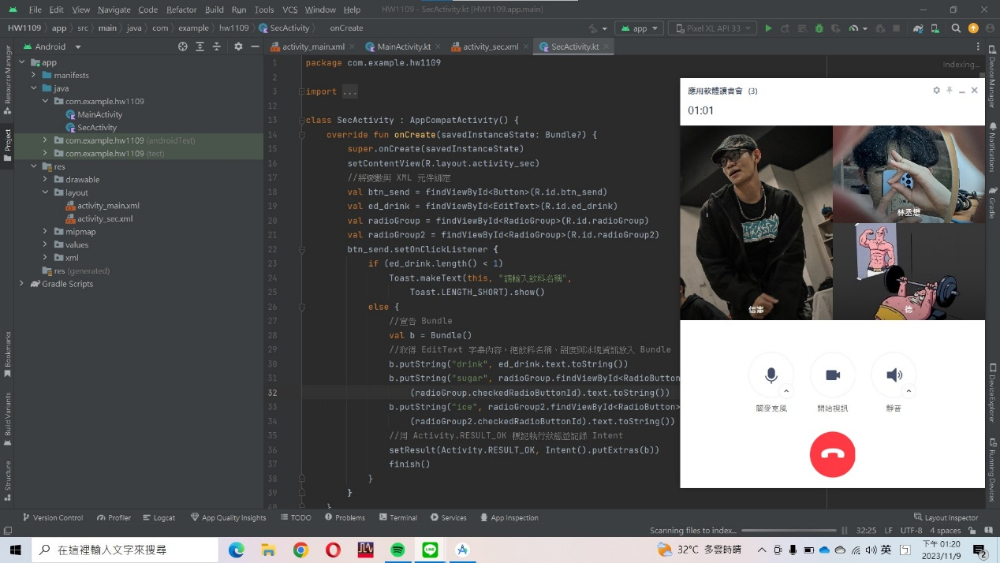 File Edit View Navigate Code Refactor Build Run Tools VCS Window Help HW1109 - SecActivity.kt [HW1109.app.main]
HW1109 app src main java com example hw1109 SecActivity onCreate
app Pixel XL API 33
Android
activity_main.xml MainActivity.kt activity_sec.xml SecActivity.kt
Resource Manager
Project
Bookmarks
Build Variants
Structure
app
manifests
java
com.example.hw1109
MainActivity
SecActivity
com.example.hw1109 (androidTest)
com.example.hw1109 (test)
res
drawable
layout
activity_main.xml
activity_sec.xml
mipmap
values
xml
res (generated)
Gradle Scripts
1 package com.example.hw1109
2
3 import ...
12
13 class SecActivity : AppCompatActivity() {
14 override fun onCreate(savedInstanceState: Bundle?) {
15 super.onCreate(savedInstanceState)
16 setContentView(R.layout.activity_sec)
17 //將變數與 XML 元件綁定
18 val btn_send = findViewById<Button>(R.id.btn_send)
19 val ed_drink = findViewById<EditText>(R.id.ed_drink)
20 val radioGroup = findViewById<RadioGroup>(R.id.radioGroup)
21 val radioGroup2 = findViewById<RadioGroup>(R.id.radioGroup2)
22 btn_send.setOnClickListener {
23 if (ed_drink.length() < 1)
24 Toast.makeText(this, "請輸入飲料名稱",
25 Toast.LENGTH_SHORT).show()
26 else {
27 //宣告 Bundle
28 val b = Bundle()
29 //取得 EditText 字串內容，把飲料名稱、甜度與冰塊資訊放入 Bundle
30 b.putString("drink", ed_drink.text.toString())
31 b.putString("sugar", radioGroup.findViewById<RadioButton
32 (radioGroup.checkedRadioButtonId).text.toString())
33 b.putString("ice", radioGroup2.findViewById<RadioButton>
34 (radioGroup2.checkedRadioButtonId).text.toString())
35 //用 Activity.RESULT_OK 標記執行狀態並記錄 Intent
36 setResult(Activity.RESULT_OK, Intent().putExtras(b))
37 finish()
38 }
39 }
40 }
Indexing...
應用軟體讀書會 (3)
01:01
信憲
林丞懋
德
關麥克風 開始視訊 靜音
Device Manager
Notifications
Gradle
Device Explorer
Running Devices
Version Control Profiler Logcat App Quality Insights TODO Problems Terminal Services App Inspection Layout Inspector
Scanning files to index... 32:25 LF UTF-8 4 spaces
在這裡輸入文字來搜尋
32°C 多雲時晴
英
下午 01:20
2023/11/9
2